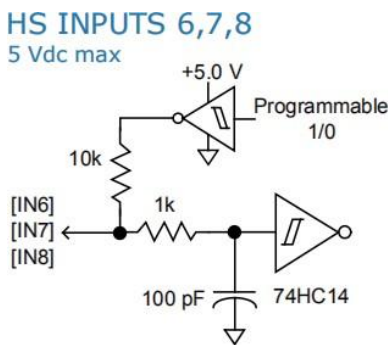 HS INPUTS 6,7,8
5 Vdc max
+5.0 V
Programmable
1/0
10k
[IN6]
[IN7]
[IN8]
1k
100 pF
74HC14